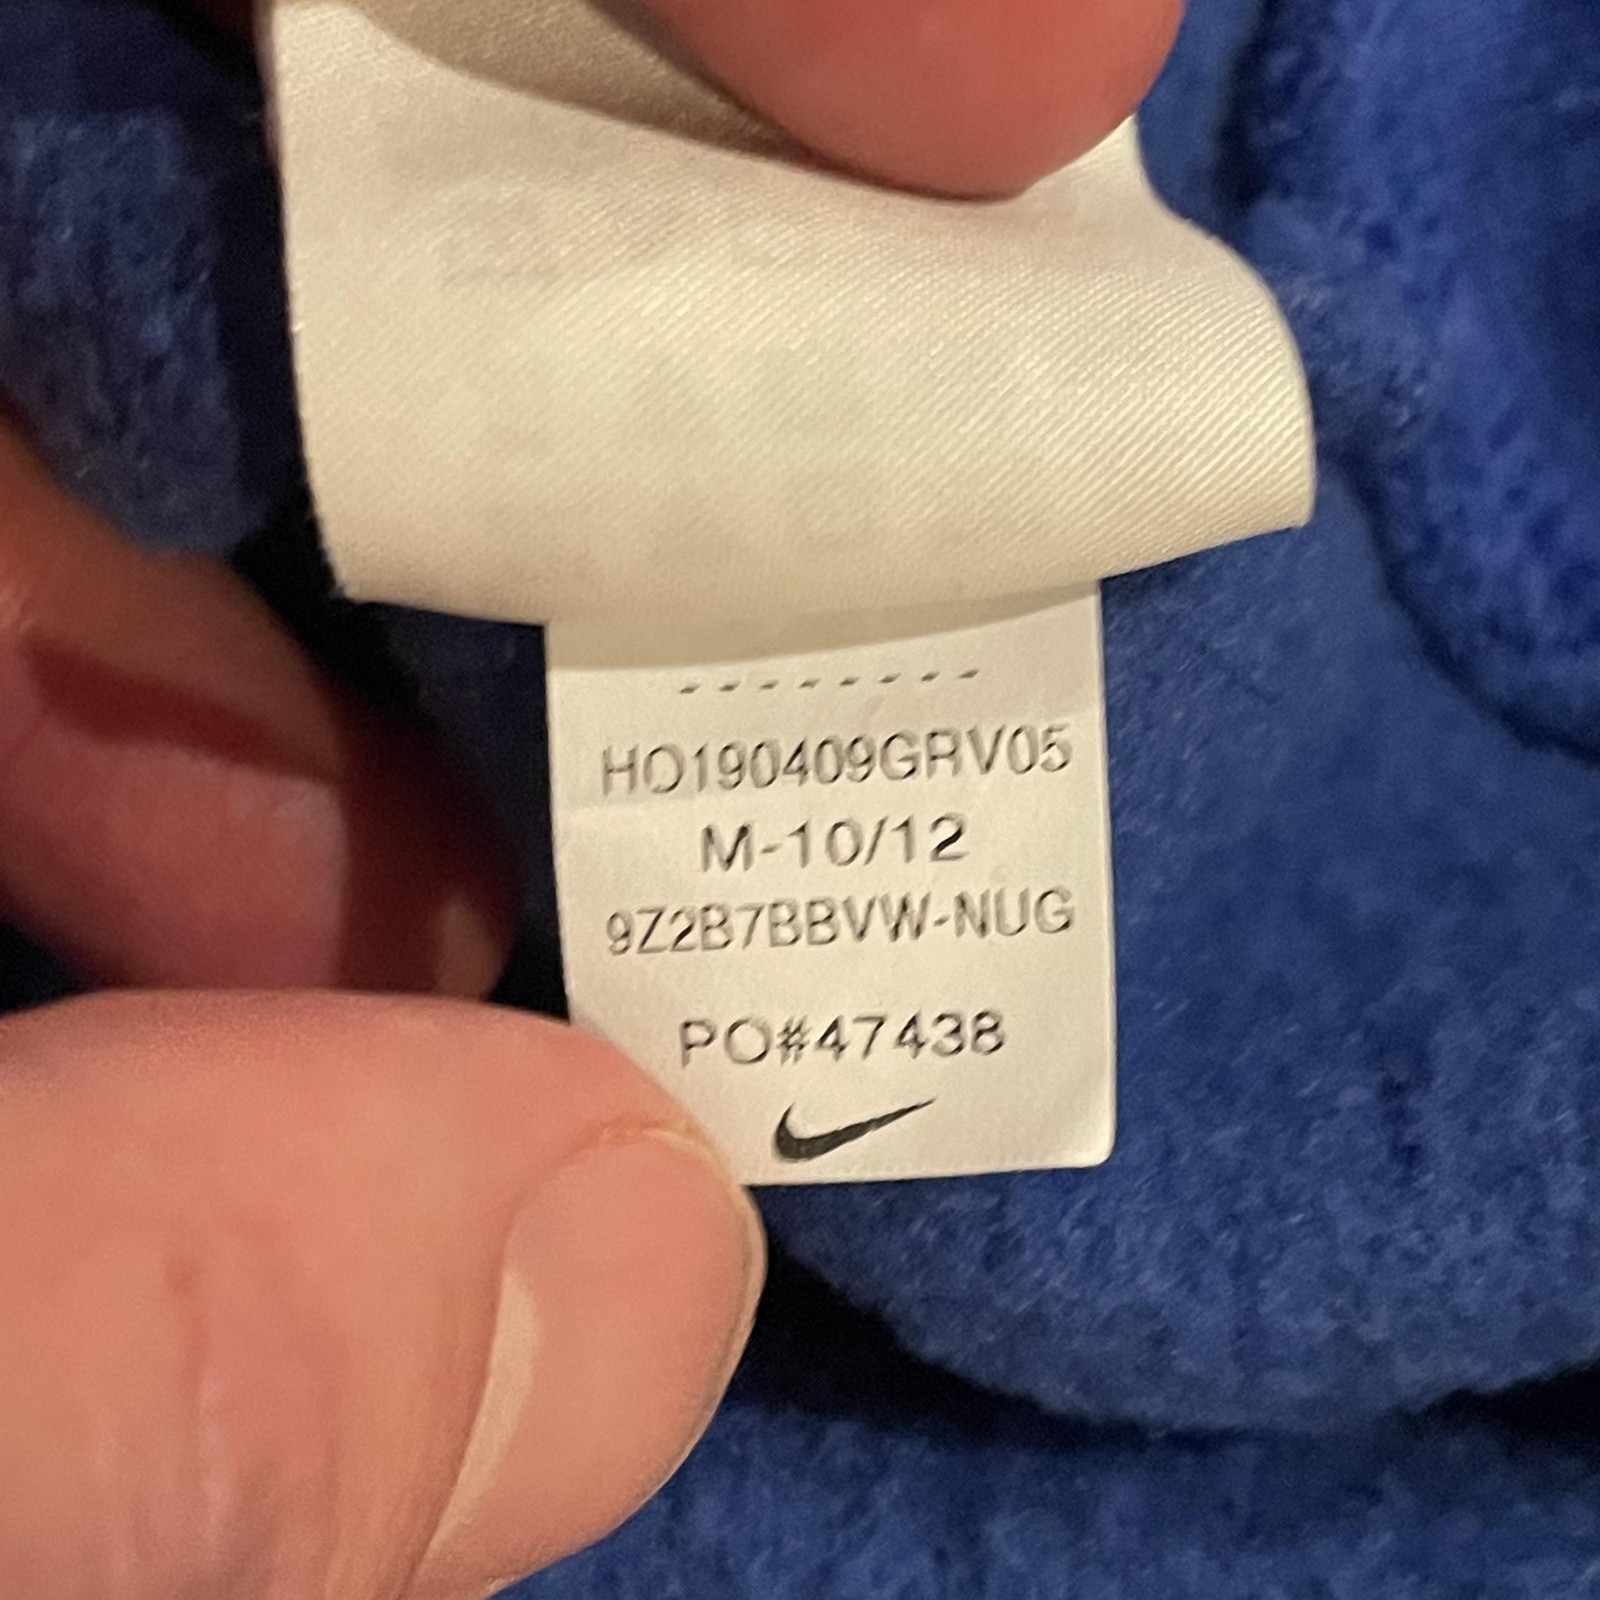 --------
HO190409GRV05
M-10/12
9Z2B7BBVW-NUG
PO#47438